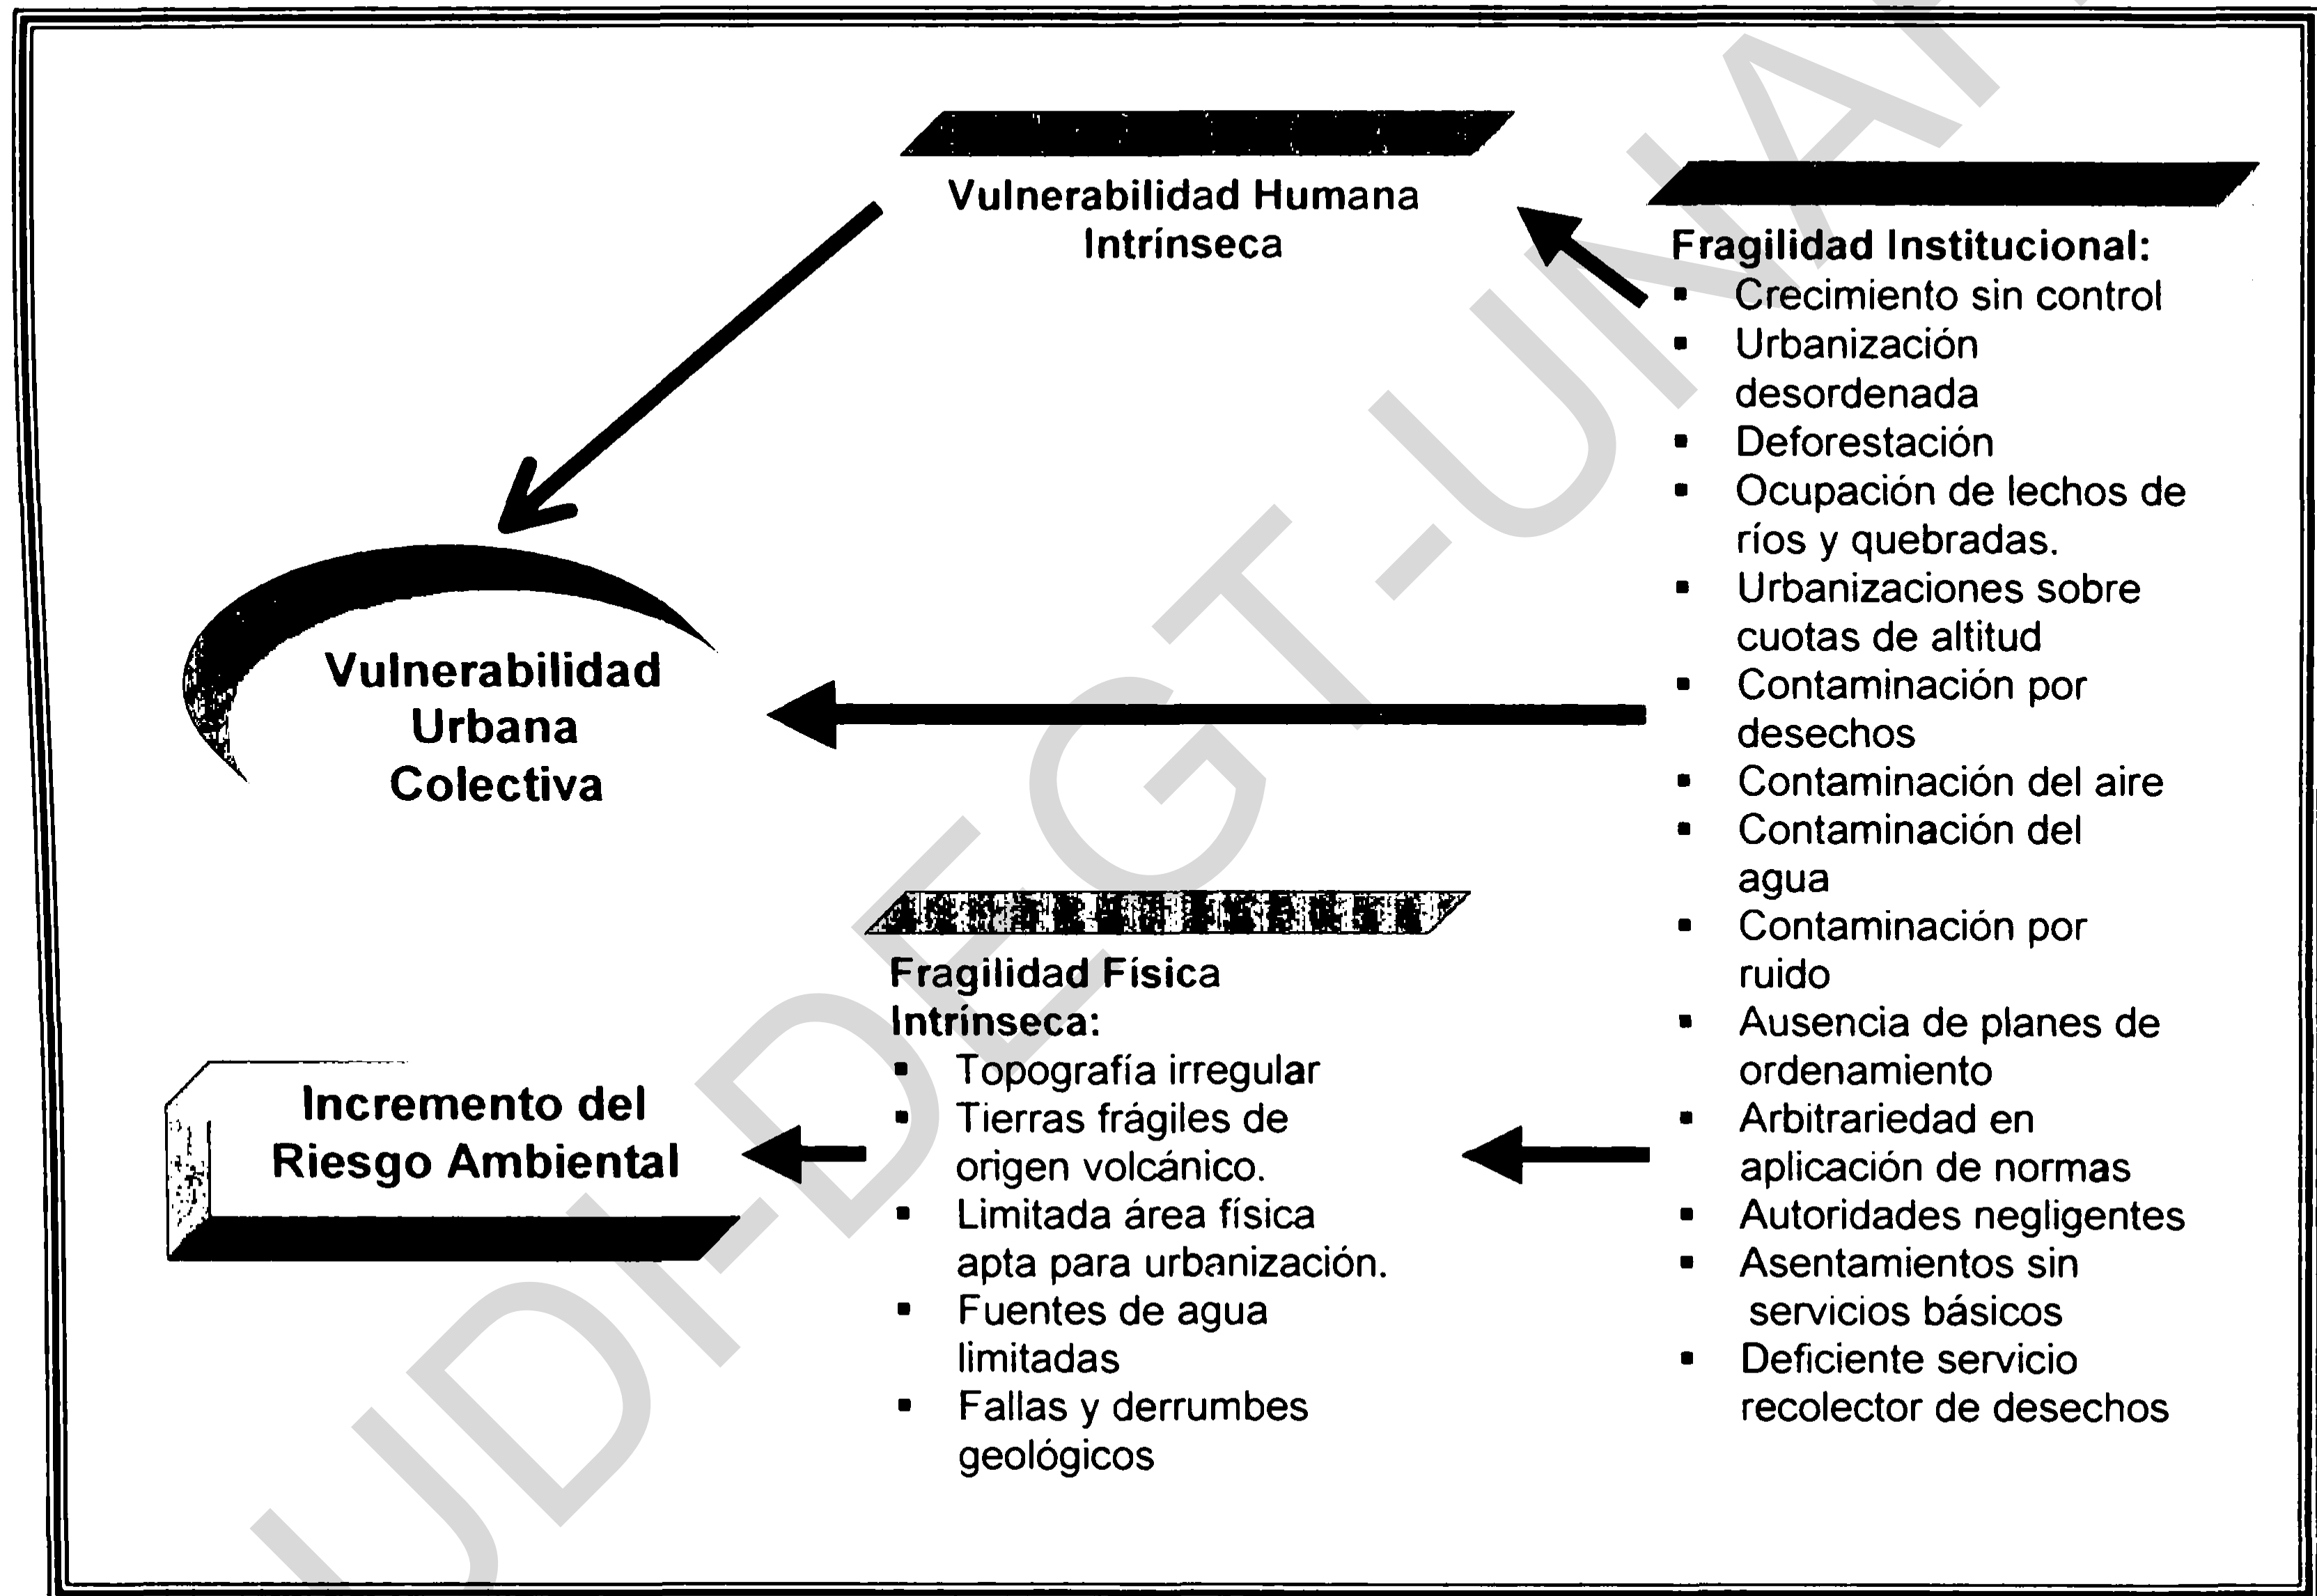 Vulnerabilidad Humana
Intrínseca
Fragilidad Institucional:
▪ Crecimiento sin control
▪ Urbanización
desordenada
▪ Deforestación
▪ Ocupación de lechos de
ríos y quebradas.
▪ Urbanizaciones sobre
cuotas de altitud
▪ Contaminación por
desechos
▪ Contaminación del aire
▪ Contaminación del
agua
▪ Contaminación por
ruido
▪ Ausencia de planes de
ordenamiento
▪ Arbitrariedad en
aplicación de normas
▪ Autoridades negligentes
▪ Asentamientos sin
servicios básicos
▪ Deficiente servicio
recolector de desechos
Vulnerabilidad
Urbana
Colectiva
Fragilidad Física
Intrínseca:
▪ Topografía irregular
▪ Tierras frágiles de
origen volcánico.
▪ Limitada área física
apta para urbanización.
▪ Fuentes de agua
limitadas
▪ Fallas y derrumbes
geológicos
Incremento del
Riesgo Ambiental